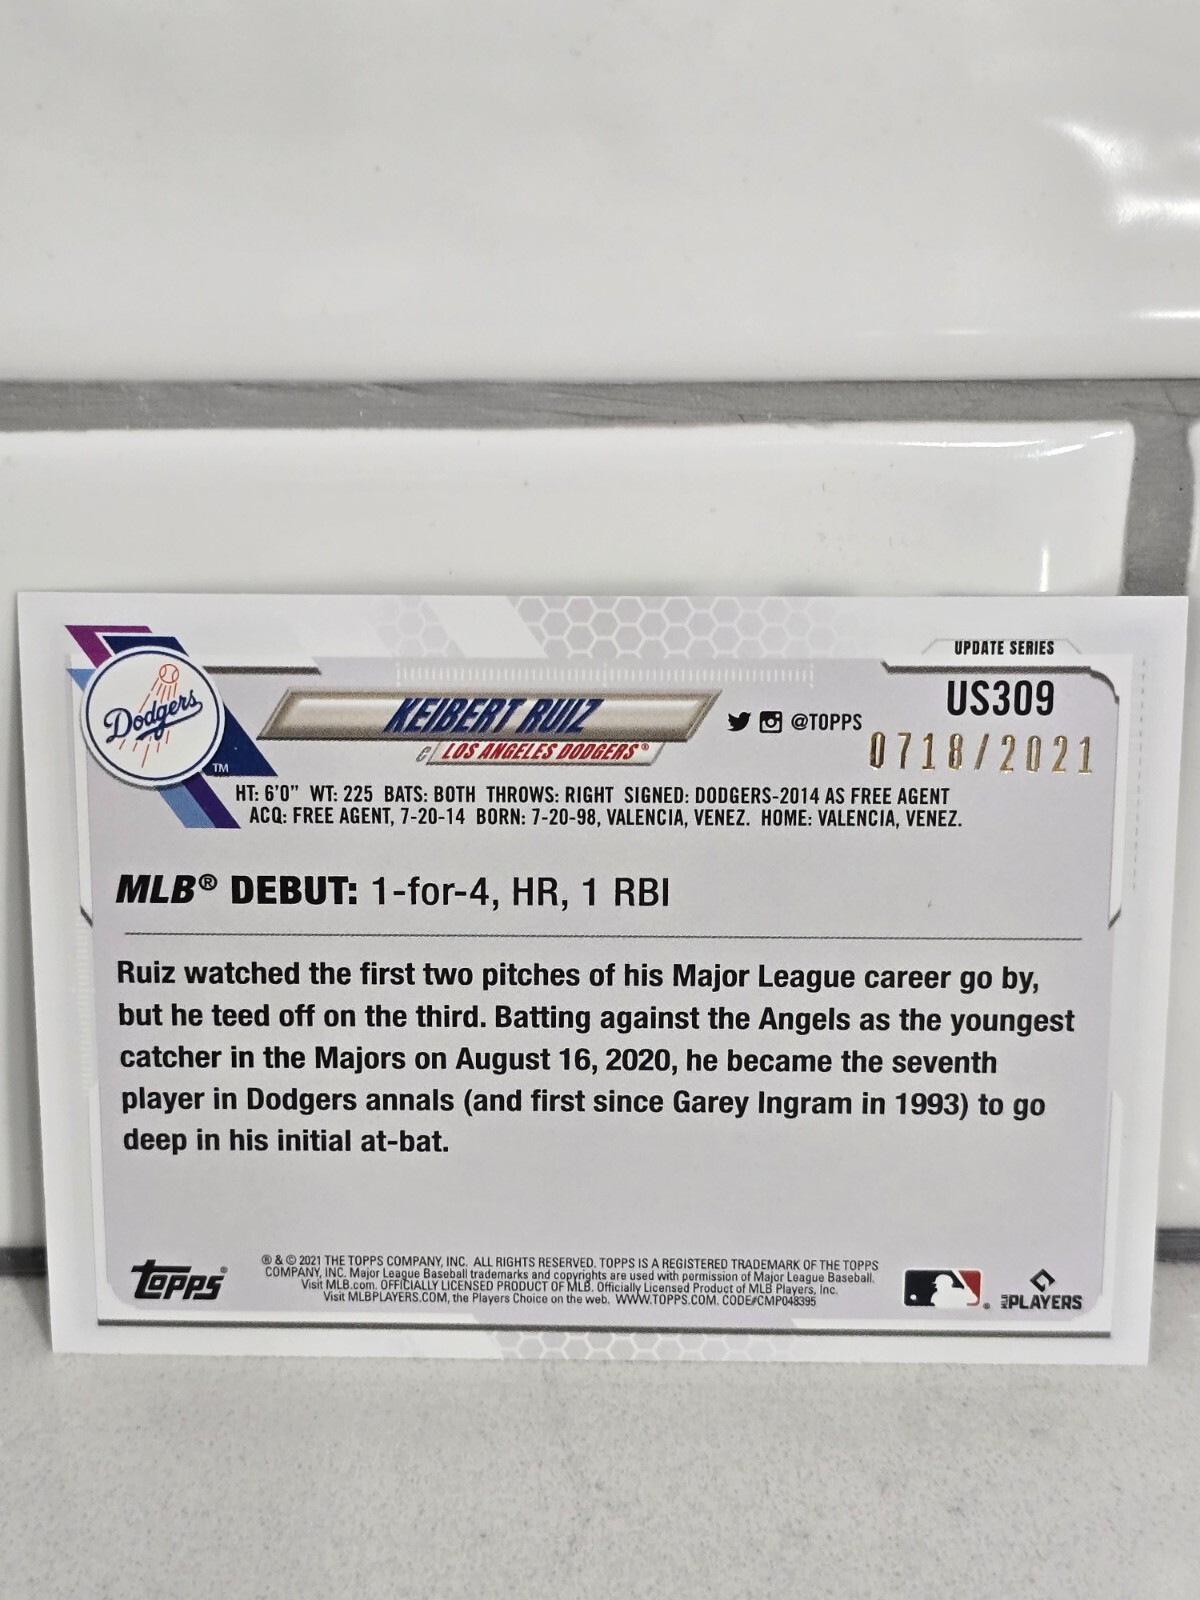 UPDATE SERIES
US309
0718/2021
Dodgers
TM
KEIBERT RUIZ
C LOS ANGELES DODGERS®
@TOPPS
HT: 6'0" WT: 225 BATS: BOTH THROWS: RIGHT SIGNED: DODGERS-2014 AS FREE AGENT
ACQ: FREE AGENT, 7-20-14 BORN: 7-20-98, VALENCIA, VENEZ. HOME: VALENCIA, VENEZ.
MLB® DEBUT: 1-for-4, HR, 1 RBI
Ruiz watched the first two pitches of his Major League career go by,
but he teed off on the third. Batting against the Angels as the youngest
catcher in the Majors on August 16, 2020, he became the seventh
player in Dodgers annals (and first since Garey Ingram in 1993) to go
deep in his initial at-bat.
Topps®
® & © 2021 THE TOPPS COMPANY, INC. ALL RIGHTS RESERVED. TOPPS IS A REGISTERED TRADEMARK OF THE TOPPS
COMPANY, INC. Major League Baseball trademarks and copyrights are used with permission of Major League Baseball.
Visit MLB.com. OFFICIALLY LICENSED PRODUCT OF MLB. Officially Licensed Product of MLB Players, Inc.
Visit MLBPLAYERS.COM, the Players Choice on the web. WWW.TOPPS.COM. CODE#CMP048395
MLB PLAYERS